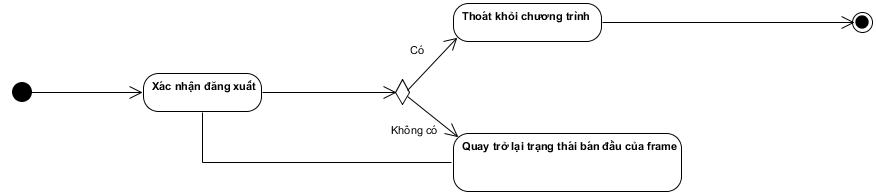 Thoát khỏi chương trình
Có
Xác nhận đăng xuất
Không có
Quay trở lại trạng thái bán đầu của frame